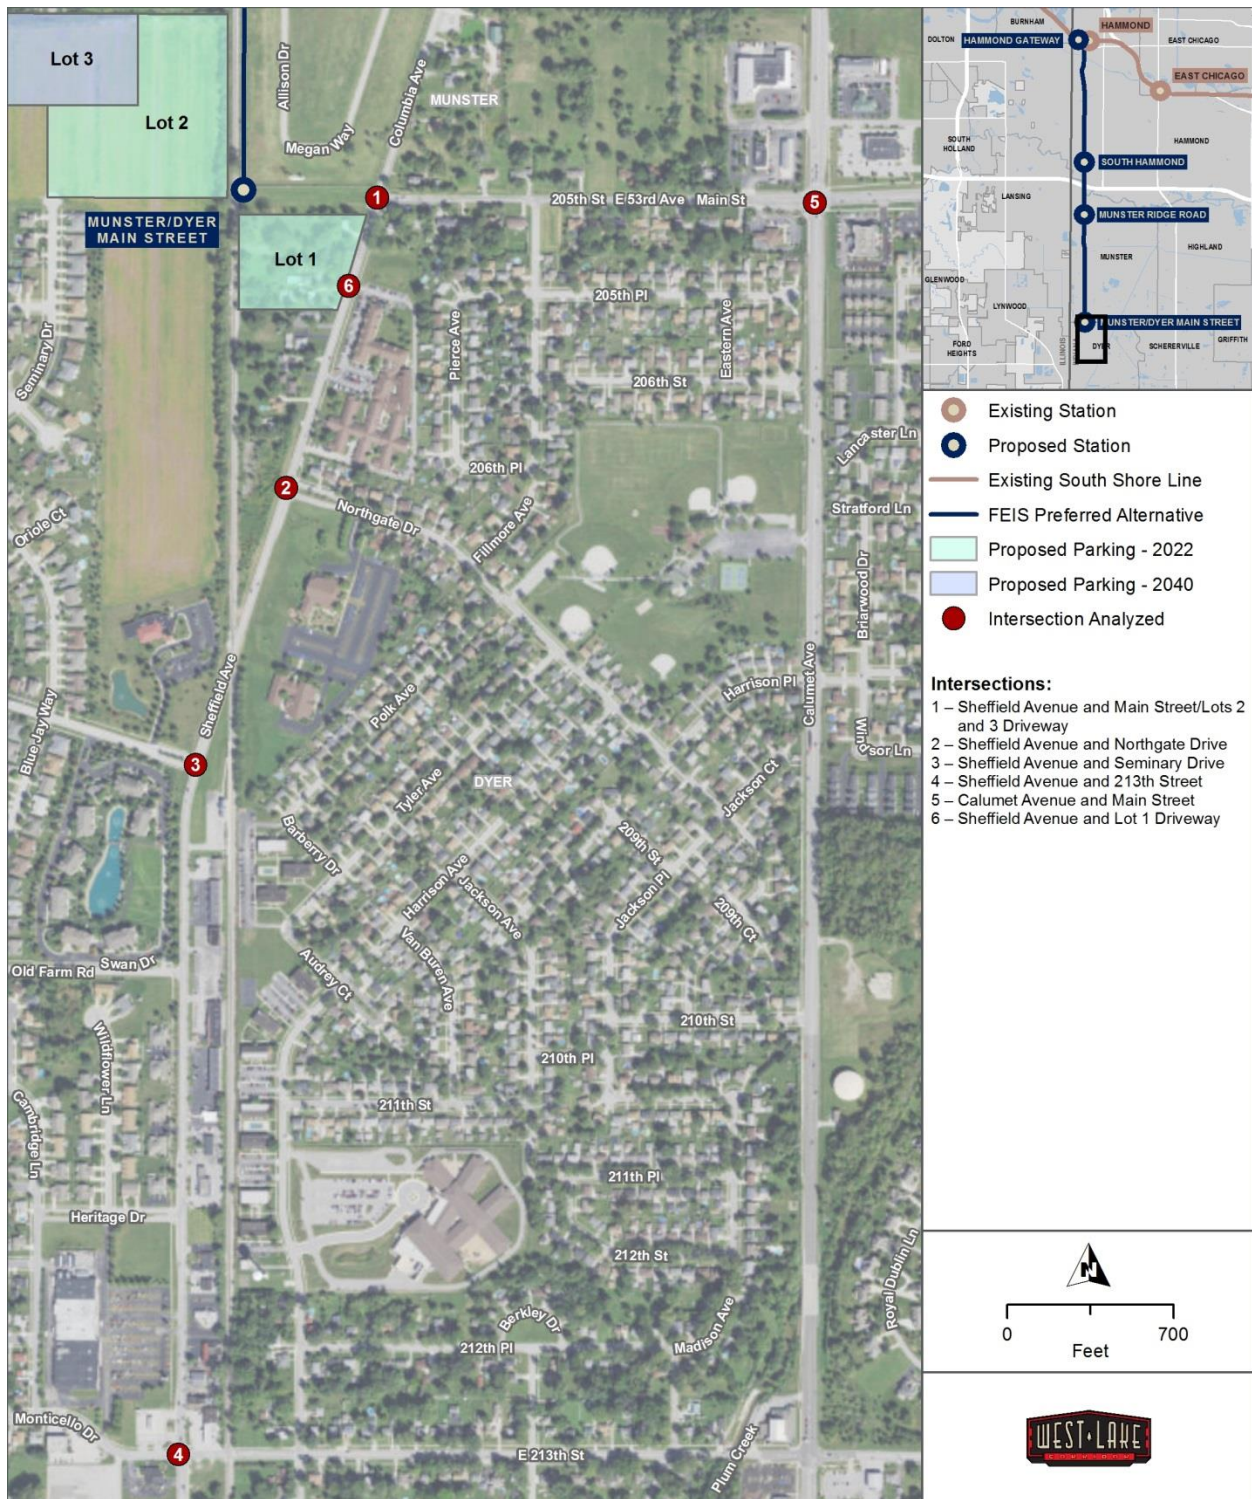 Lot 3
Lot 2
Allison Dr
Columbia Ave
MUNSTER
Megan Way
1
205th St E 53rd Ave Main St
5
MUNSTER/DYER
MAIN STREET
Lot 1
6
205th Pl
Seminary Dr
Pierce Ave
Eastern Ave
206th St
Lancaster Ln
206th Pl
2
Northgate Dr
Fillmore Ave
Stratford Ln
Oriole Ct
Briarwood Dr
Sheffield Ave
Calumet Ave
Harrison Pl
Polk Ave
Blue Jay Way
Windsor Ln
3
Tyler Ave
DYER
Jackson Ct
Barberry Dr
209th St
Harrison Ave
Jackson Ave
Jackson Pl
209th Ct
Van Buren Ave
Swan Dr
Old Farm Rd
Audrey Ct
Wildflower Ln
210th St
210th Pl
Cambridge Ln
211th St
211th Pl
Heritage Dr
212th St
Royal Dublin Ln
Berkley Dr
Madison Ave
212th Pl
Monticello Dr
4
E 213th St
Plum Creek
BURNHAM
HAMMOND
DOLTON
HAMMOND GATEWAY
EAST CHICAGO
EAST CHICAGO
SOUTH
HOLLAND
HAMMOND
SOUTH HAMMOND
LANSING
MUNSTER RIDGE ROAD
HIGHLAND
MUNSTER
GLENWOOD
LYNWOOD
MUNSTER/DYER MAIN STREET
FORD
HEIGHTS
ILLINOIS
DYER
SCHERERVILLE
GRIFFITH
Existing Station
Proposed Station
Existing South Shore Line
FEIS Preferred Alternative
Proposed Parking - 2022
Proposed Parking - 2040
Intersection Analyzed
Intersections:
1 – Sheffield Avenue and Main Street/Lots 2
and 3 Driveway
2 – Sheffield Avenue and Northgate Drive
3 – Sheffield Avenue and Seminary Drive
4 – Sheffield Avenue and 213th Street
5 – Calumet Avenue and Main Street
6 – Sheffield Avenue and Lot 1 Driveway
N
0 700
Feet
WEST LAKE